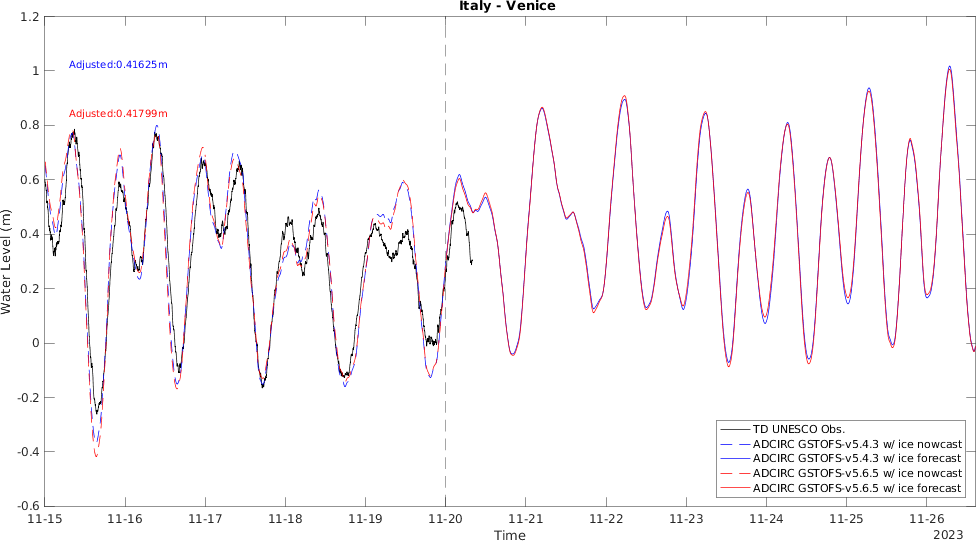 Italy - Venice
Water Level (m)
1.2
1
0.8
0.6
0.4
0.2
0
-0.2
-0.4
-0.6
Adjusted:0.41625m
Adjusted:0.41799m
TD UNESCO Obs.
ADCIRC GSTOFS-v5.4.3 w/ ice nowcast
ADCIRC GSTOFS-v5.4.3 w/ ice forecast
ADCIRC GSTOFS-v5.6.5 w/ ice nowcast
ADCIRC GSTOFS-v5.6.5 w/ ice forecast
11-15 11-16 11-17 11-18 11-19 11-20 11-21 11-22 11-23 11-24 11-25 11-26
2023
Time